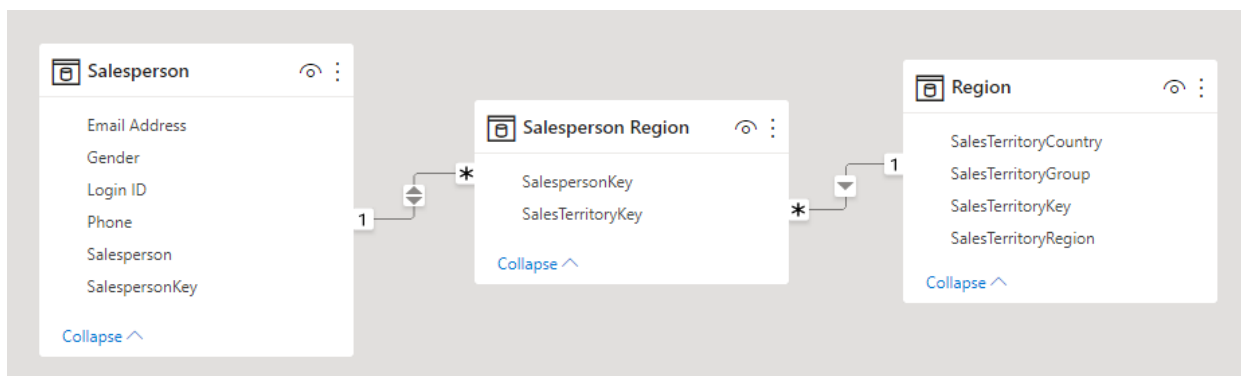 Salesperson
Email Address
Gender
Login ID
Phone
Salesperson
SalespersonKey
Collapse
1
*
Salesperson Region
SalespersonKey
SalesTerritoryKey
Collapse
*
1
Region
SalesTerritoryCountry
SalesTerritoryGroup
SalesTerritoryKey
SalesTerritoryRegion
Collapse